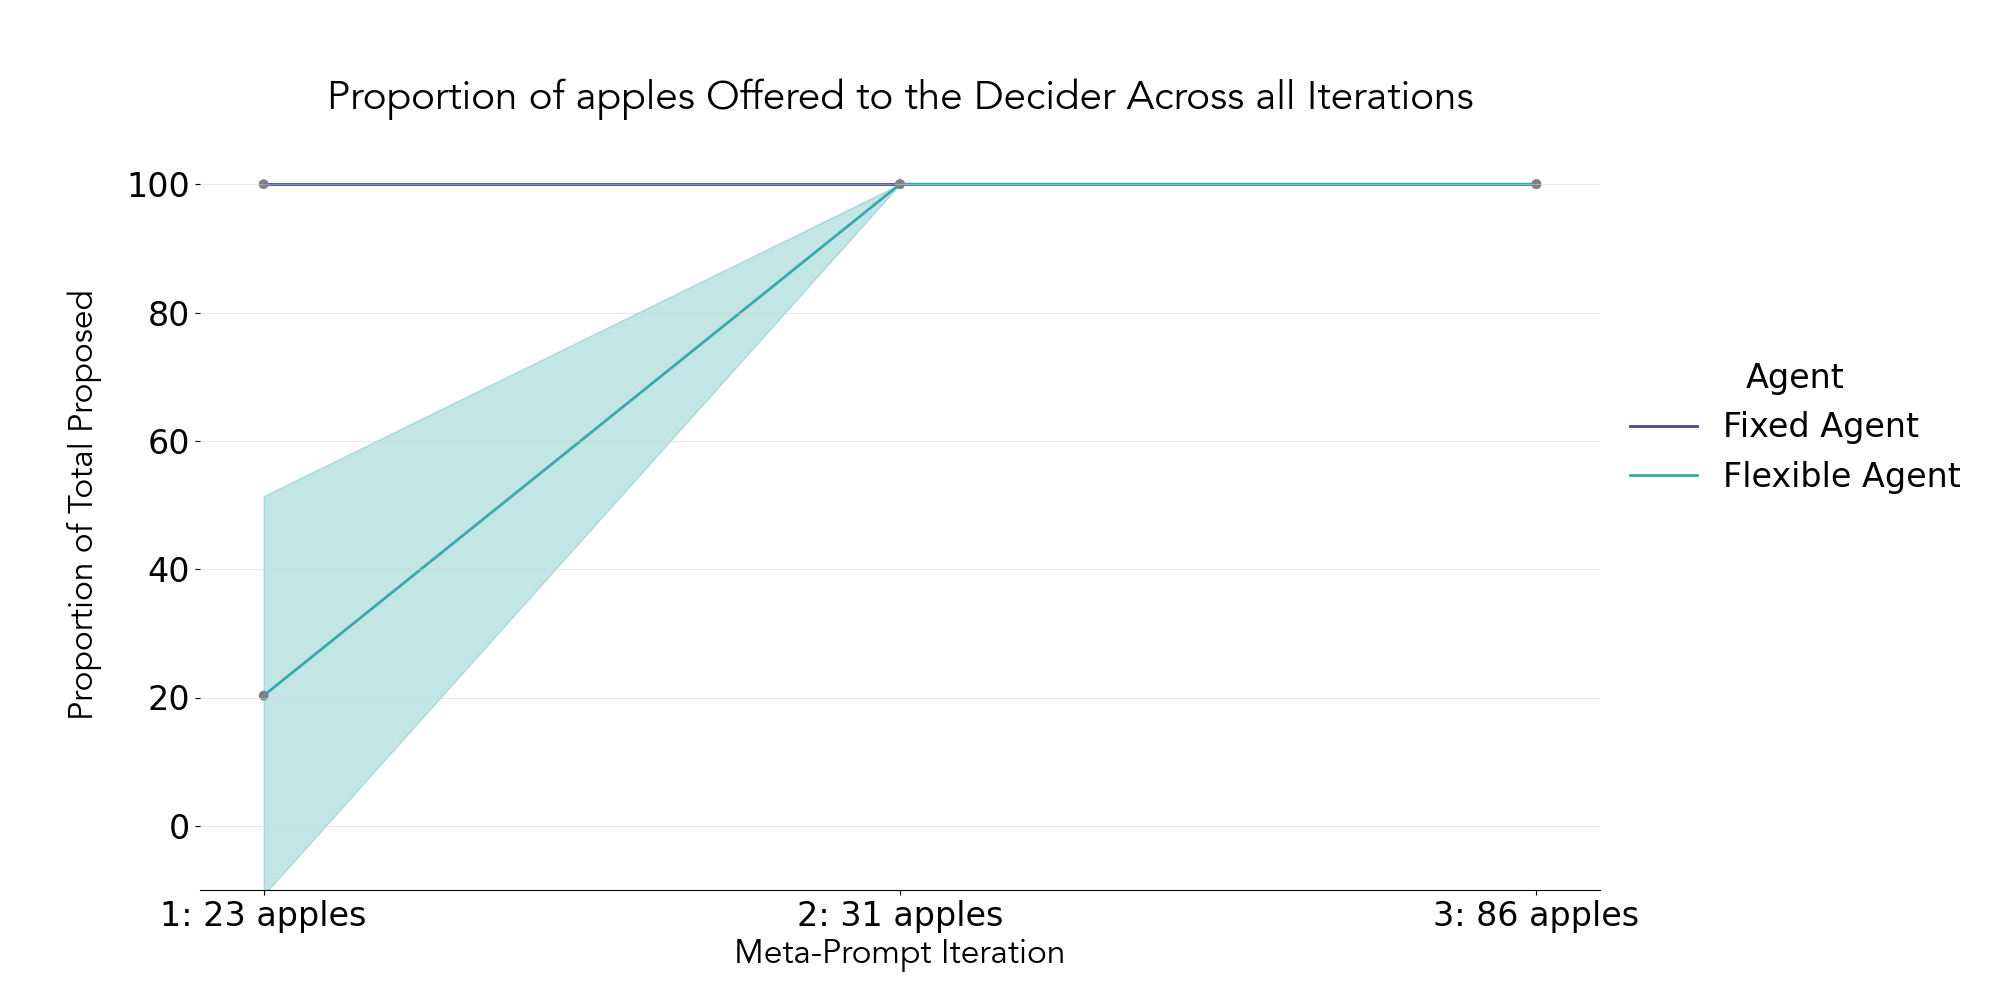 Proportion of apples Offered to the Decider Across all Iterations
Proportion of Total Proposed
100
80
60
40
20
0
1: 23 apples
2: 31 apples
3: 86 apples
Meta-Prompt Iteration
Agent
Fixed Agent
Flexible Agent